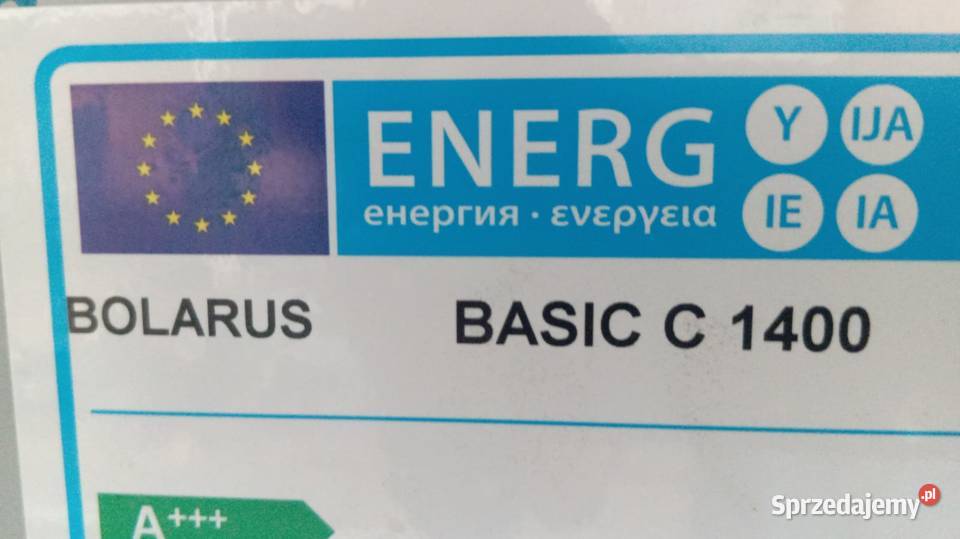 ENERG Y IJA
енергия · ενεργεια IE IA
BOLARUS BASIC C 1400
A+++
Sprzedajemy.pl